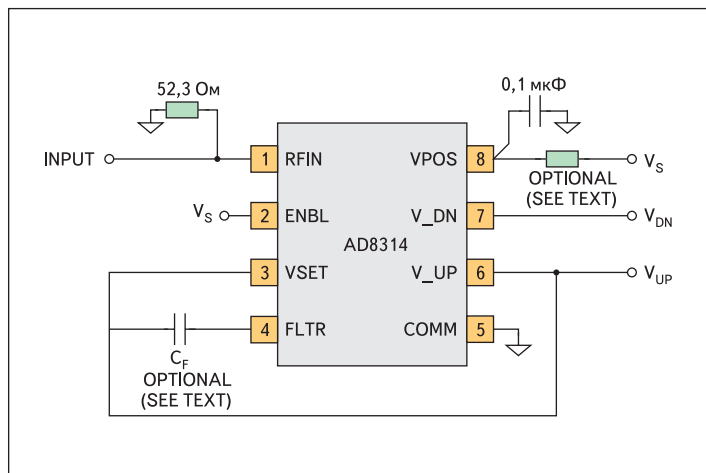 52,3 Ом
0,1 мкФ
INPUT
1 RFIN
VPOS 8
V_S
OPTIONAL
(SEE TEXT)
V_S
2 ENBL
V_DN 7
V_DN
AD8314
3 VSET
V_UP 6
V_UP
4 FLTR
COMM 5
C_F
OPTIONAL
(SEE TEXT)